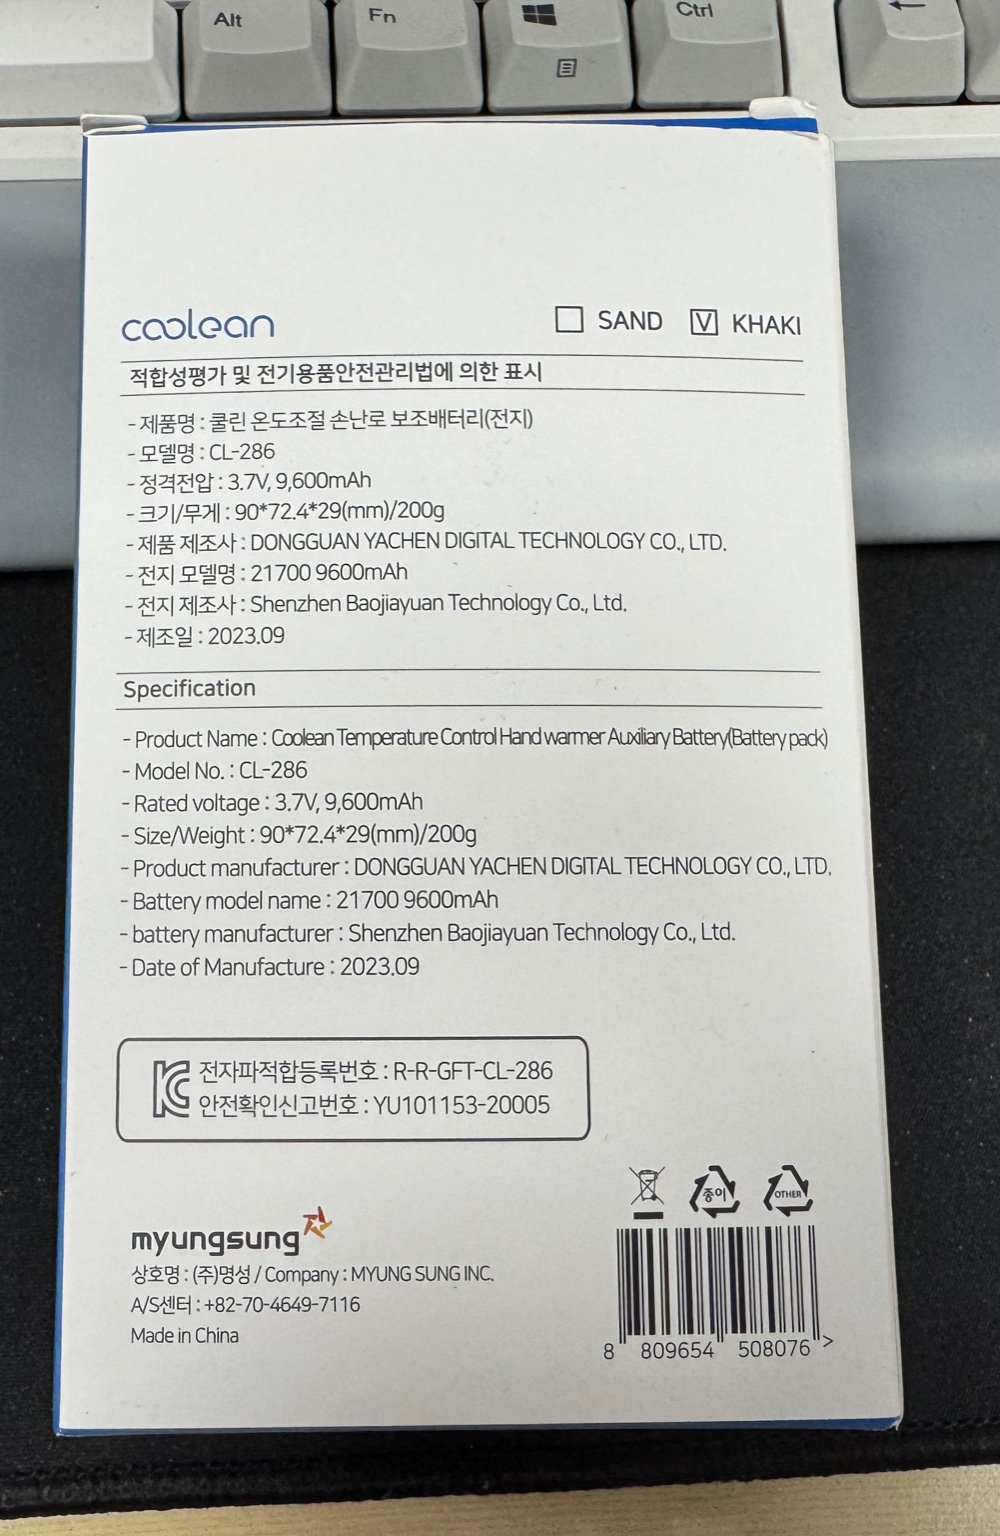 Alt Fn Ctrl
coolean SAND V KHAKI
적합성평가 및 전기용품안전관리법에 의한 표시
- 제품명 : 쿨린 온도조절 손난로 보조배터리(전지)
- 모델명 : CL-286
- 정격전압 : 3.7V, 9,600mAh
- 크기/무게 : 90*72.4*29(mm)/200g
- 제품 제조사 : DONGGUAN YACHEN DIGITAL TECHNOLOGY CO., LTD.
- 전지 모델명 : 21700 9600mAh
- 전지 제조사 : Shenzhen Baojiayuan Technology Co., Ltd.
- 제조일 : 2023.09
Specification
- Product Name : Coolean Temperature Control Hand warmer Auxiliary Battery(Battery pack)
- Model No. : CL-286
- Rated voltage : 3.7V, 9,600mAh
- Size/Weight : 90*72.4*29(mm)/200g
- Product manufacturer : DONGGUAN YACHEN DIGITAL TECHNOLOGY CO., LTD.
- Battery model name : 21700 9600mAh
- battery manufacturer : Shenzhen Baojiayuan Technology Co., Ltd.
- Date of Manufacture : 2023.09
전자파적합등록번호 : R-R-GFT-CL-286
안전확인신고번호 : YU101153-20005
종이 OTHER
myungsung
상호명 : (주)명성 / Company : MYUNG SUNG INC.
A/S센터 : +82-70-4649-7116
Made in China
8 809654 508076 >